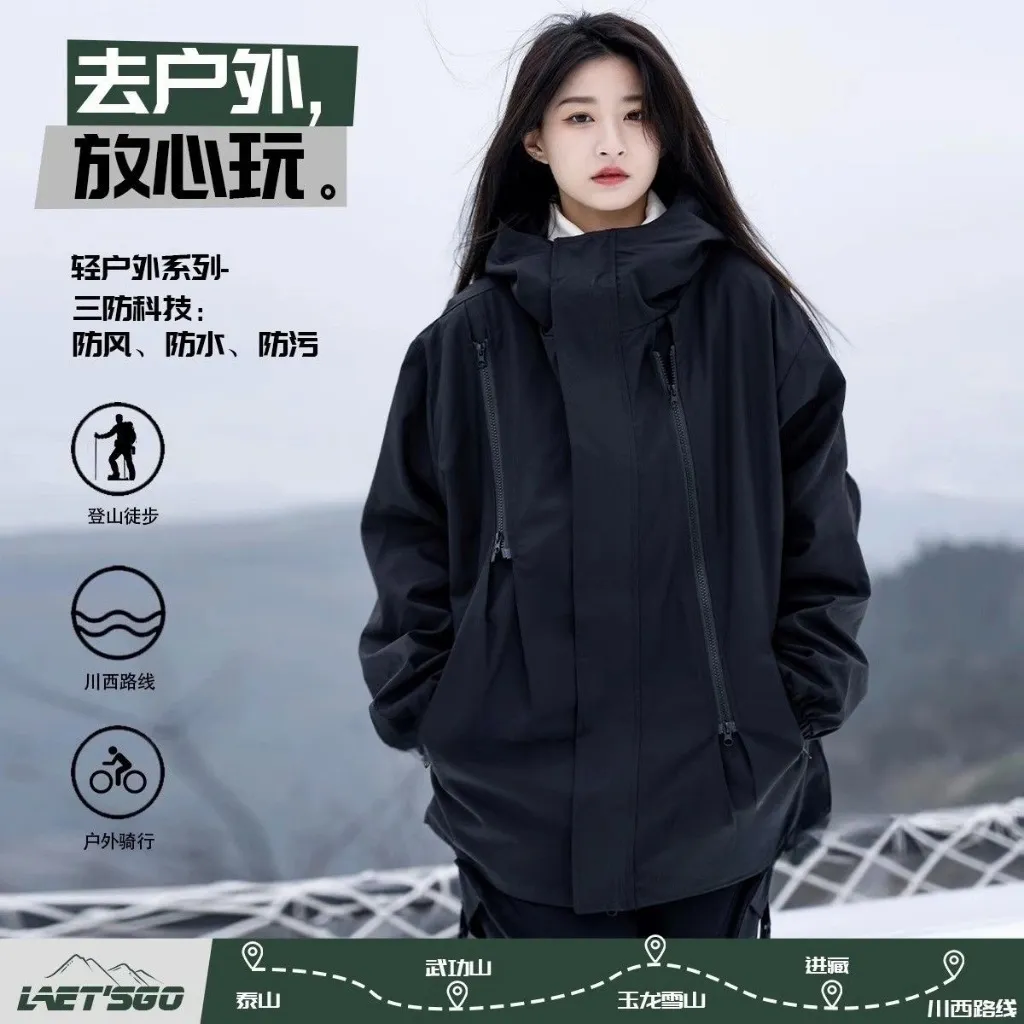 去户外，
放心玩。
轻户外系列-
三防科技：
防风、防水、防污
登山徒步
川西路线
户外骑行
LAET'SGO
泰山
武功山
玉龙雪山
进藏
川西路线